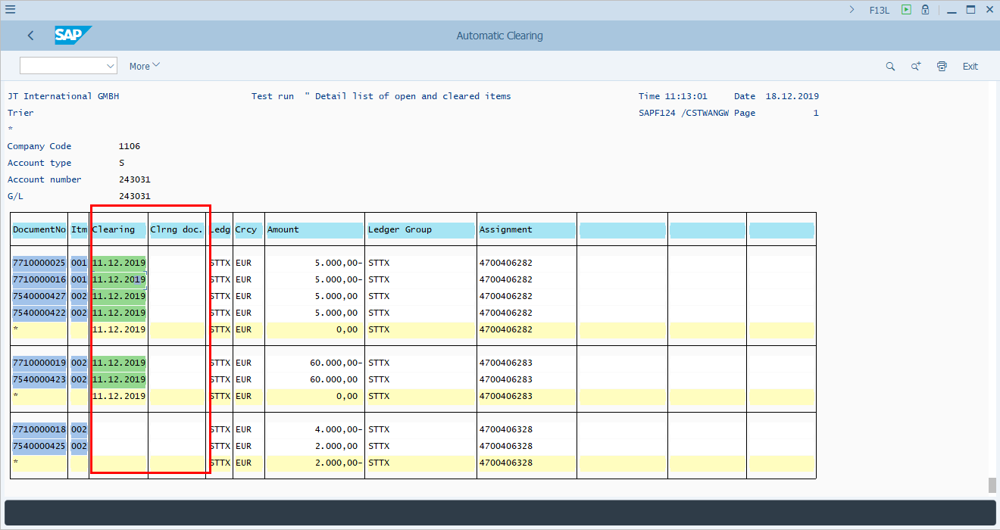 F13L
SAP Automatic Clearing
More Exit
JT International GMBH Test run " Detail list of open and cleared items Time 11:13:01 Date 18.12.2019
Trier SAPF124 /CSTWANGW Page 1
*
Company Code 1106
Account type S
Account number 243031
G/L 243031
DocumentNo Itm Clearing Clrng doc. Ledg Crcy Amount Ledger Group Assignment
7710000025 001 11.12.2019 STTX EUR 5.000,00- STTX 4700406282
7710000016 001 11.12.2019 STTX EUR 5.000,00- STTX 4700406282
7540000427 002 11.12.2019 STTX EUR 5.000,00 STTX 4700406282
7540000422 002 11.12.2019 STTX EUR 5.000,00 STTX 4700406282
* 11.12.2019 STTX EUR 0,00 STTX 4700406282
7710000019 002 11.12.2019 STTX EUR 60.000,00- STTX 4700406283
7540000423 002 11.12.2019 STTX EUR 60.000,00 STTX 4700406283
* 11.12.2019 STTX EUR 0,00 STTX 4700406283
7710000018 002 STTX EUR 4.000,00- STTX 4700406328
7540000425 002 STTX EUR 2.000,00 STTX 4700406328
* STTX EUR 2.000,00- STTX 4700406328